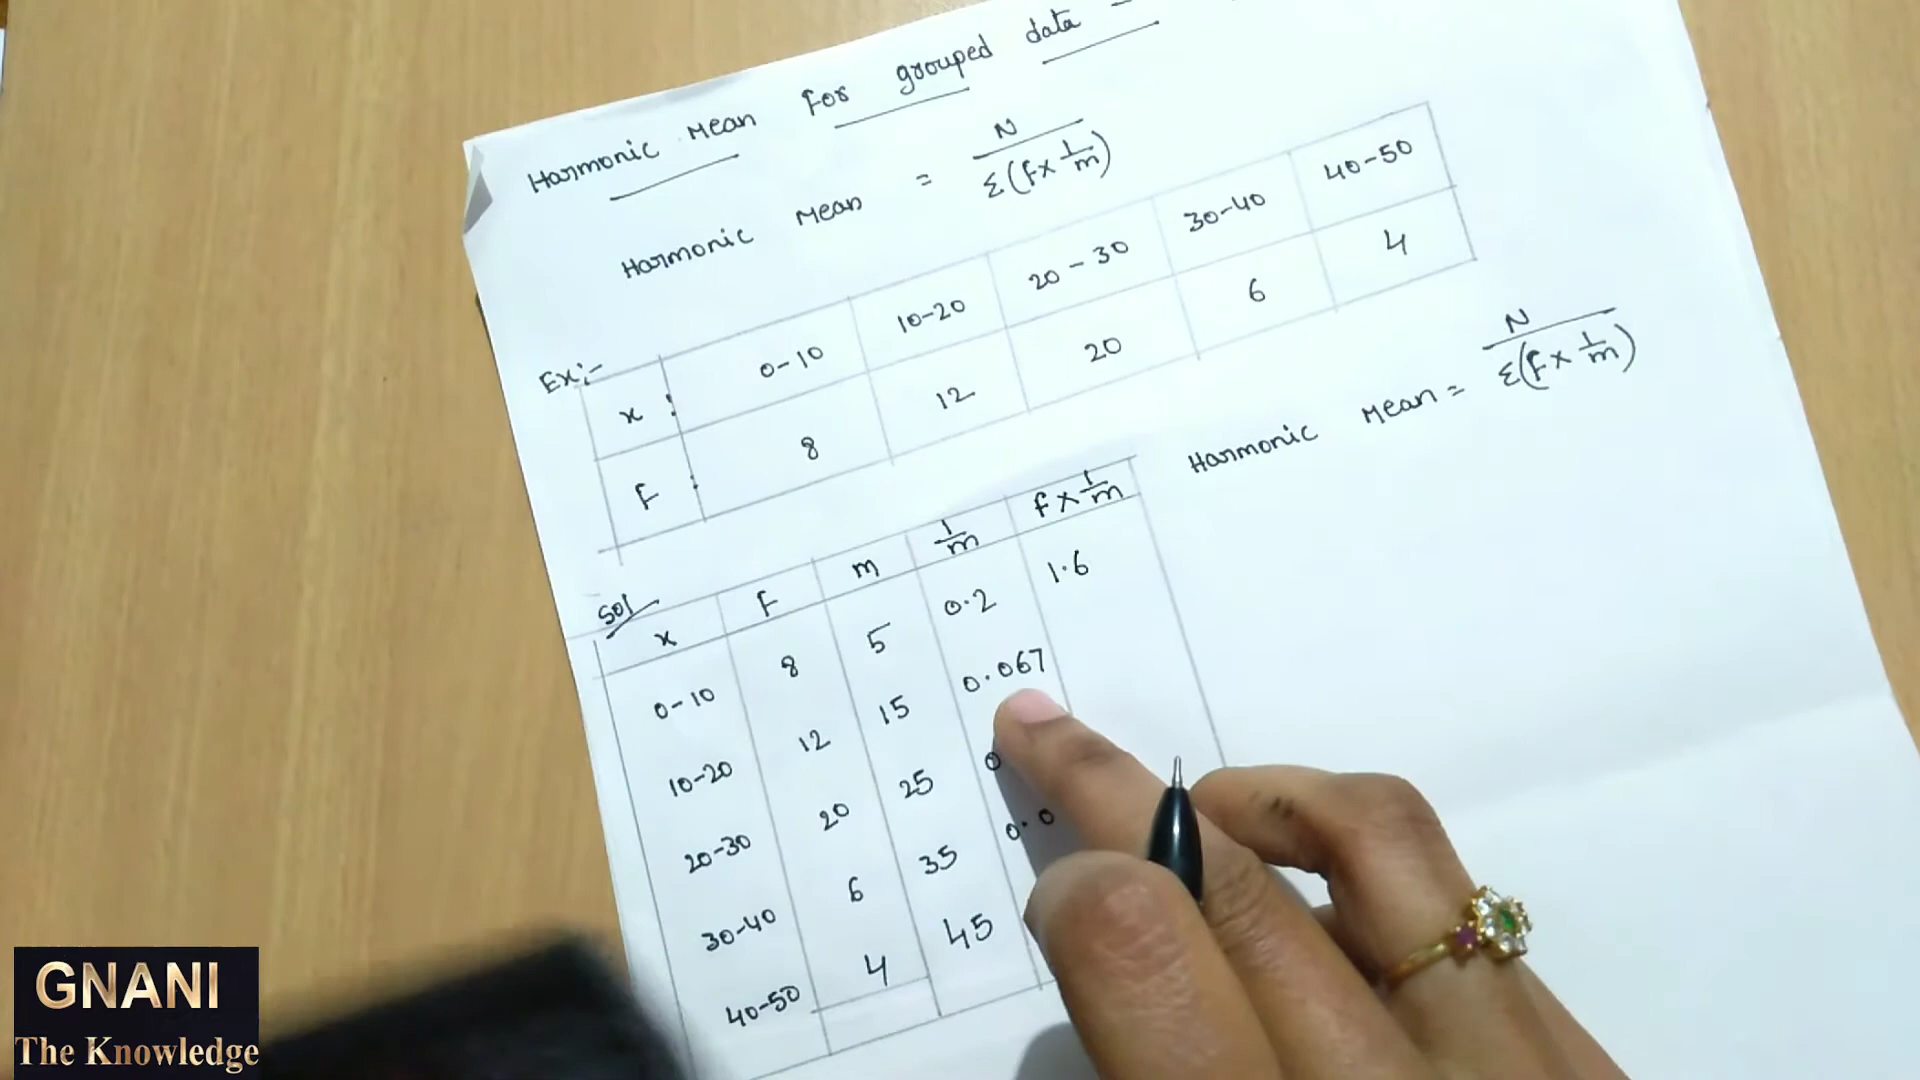 Harmonic Mean For grouped data -
Harmonic Mean = N / Σ(f× 1/m)
Ex:-
x : 0-10 10-20 20-30 30-40 40-50
F : 8 12 20 6 4
Harmonic Mean = N / Σ(f× 1/m)
Sol
x F m 1/m f× 1/m
0-10 8 5 0.2 1.6
10-20 12 15 0.067
20-30 20 25 0
30-40 6 35 0.0
40-50 4 45
GNANI
The Knowledge